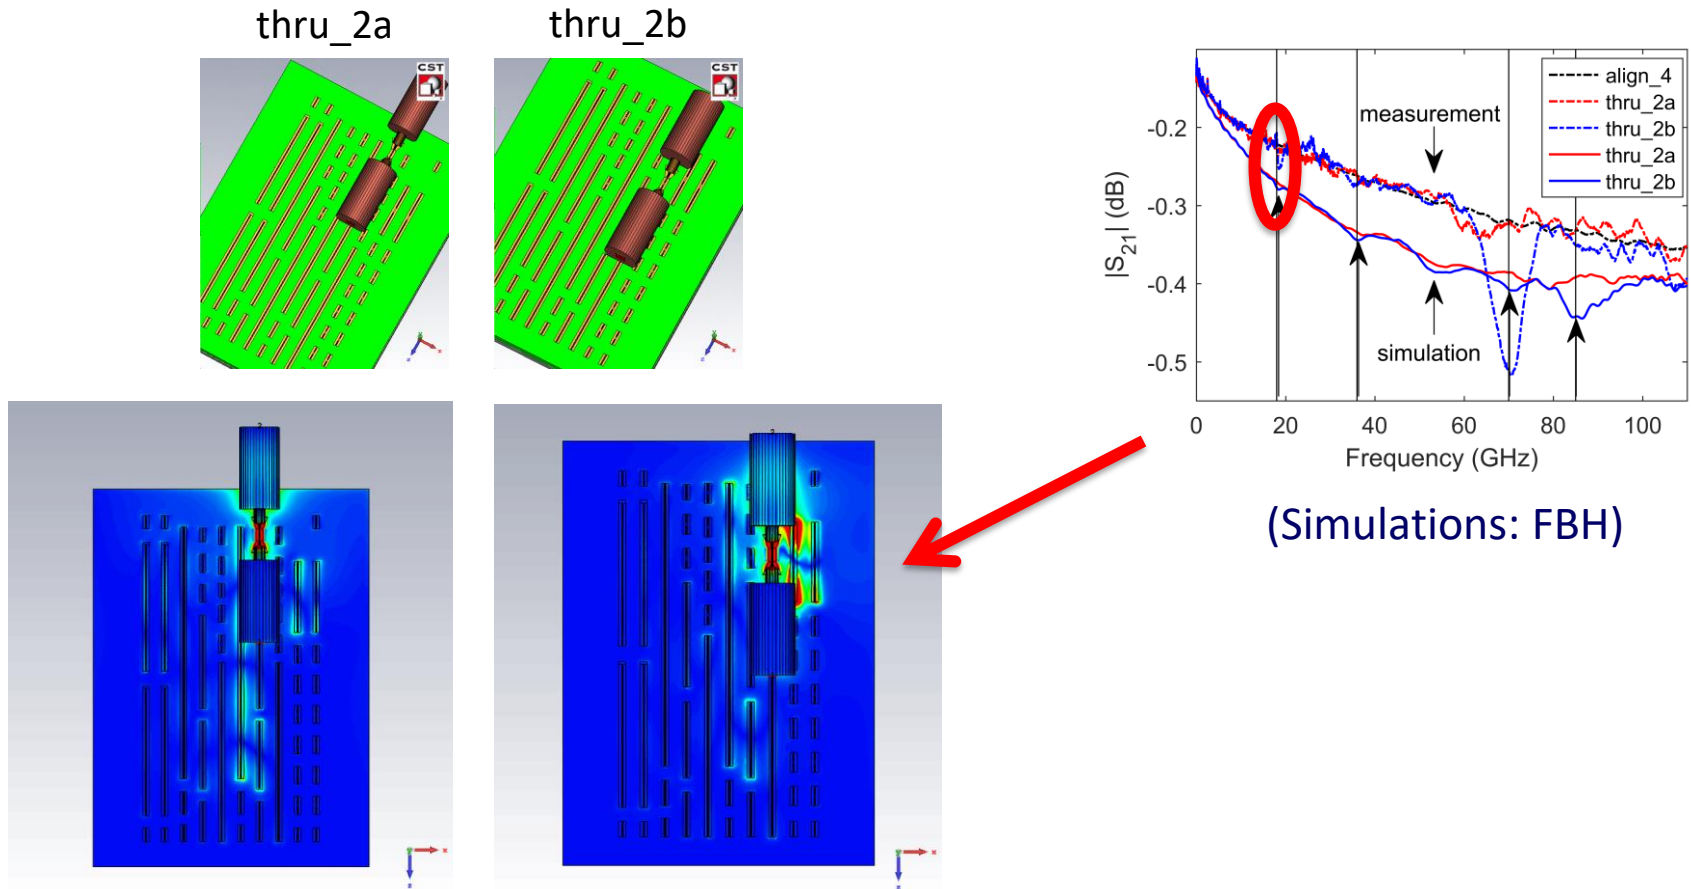 thru_2a
thru_2b
CST
CST
align_4
thru_2a
thru_2b
thru_2a
thru_2b
measurement
simulation
-0.2
-0.3
-0.4
-0.5
|S21| (dB)
0
20
40
60
80
100
Frequency (GHz)
(Simulations: FBH)